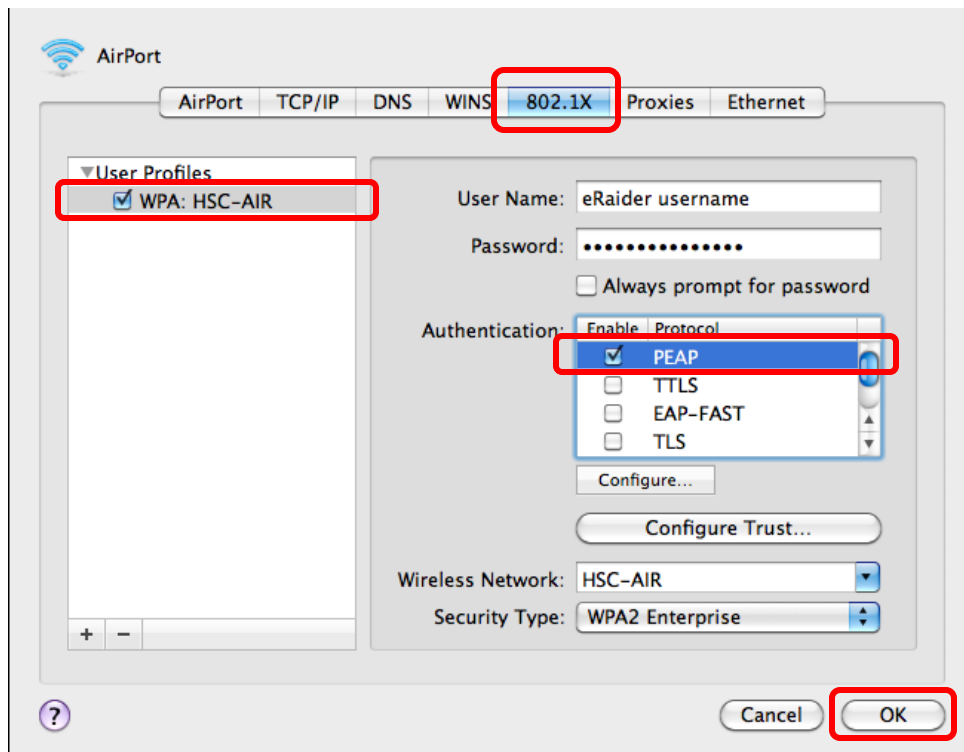 AirPort
AirPort TCP/IP DNS WINS 802.1X Proxies Ethernet
User Profiles
WPA: HSC-AIR
User Name: eRaider username
Password: •••••••••••••••
Always prompt for password
Authentication:
Enable Protocol
PEAP
TTLS
EAP-FAST
TLS
Configure...
Configure Trust...
Wireless Network: HSC-AIR
Security Type: WPA2 Enterprise
+ −
? Cancel OK